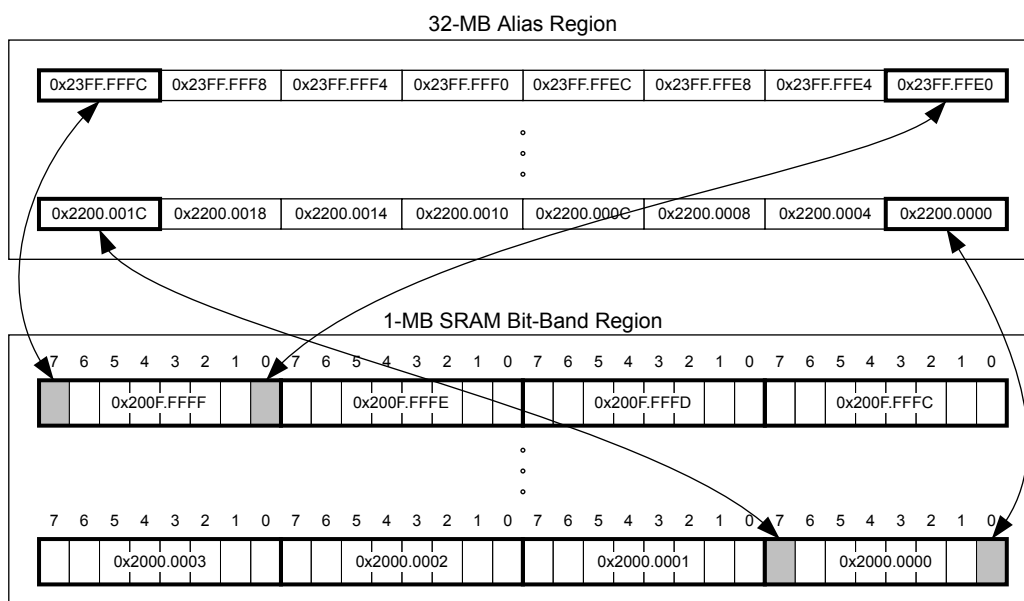 32-MB Alias Region
0x23FF.FFFC 0x23FF.FFF8 0x23FF.FFF4 0x23FF.FFF0 0x23FF.FFEC 0x23FF.FFE8 0x23FF.FFE4 0x23FF.FFE0
0x2200.001C 0x2200.0018 0x2200.0014 0x2200.0010 0x2200.000C 0x2200.0008 0x2200.0004 0x2200.0000
1-MB SRAM Bit-Band Region
7 6 5 4 3 2 1 0 7 6 5 4 3 2 1 0 7 6 5 4 3 2 1 0 7 6 5 4 3 2 1 0
0x200F.FFFF 0x200F.FFFE 0x200F.FFFD 0x200F.FFFC
7 6 5 4 3 2 1 0 7 6 5 4 3 2 1 0 7 6 5 4 3 2 1 0 7 6 5 4 3 2 1 0
0x2000.0003 0x2000.0002 0x2000.0001 0x2000.0000